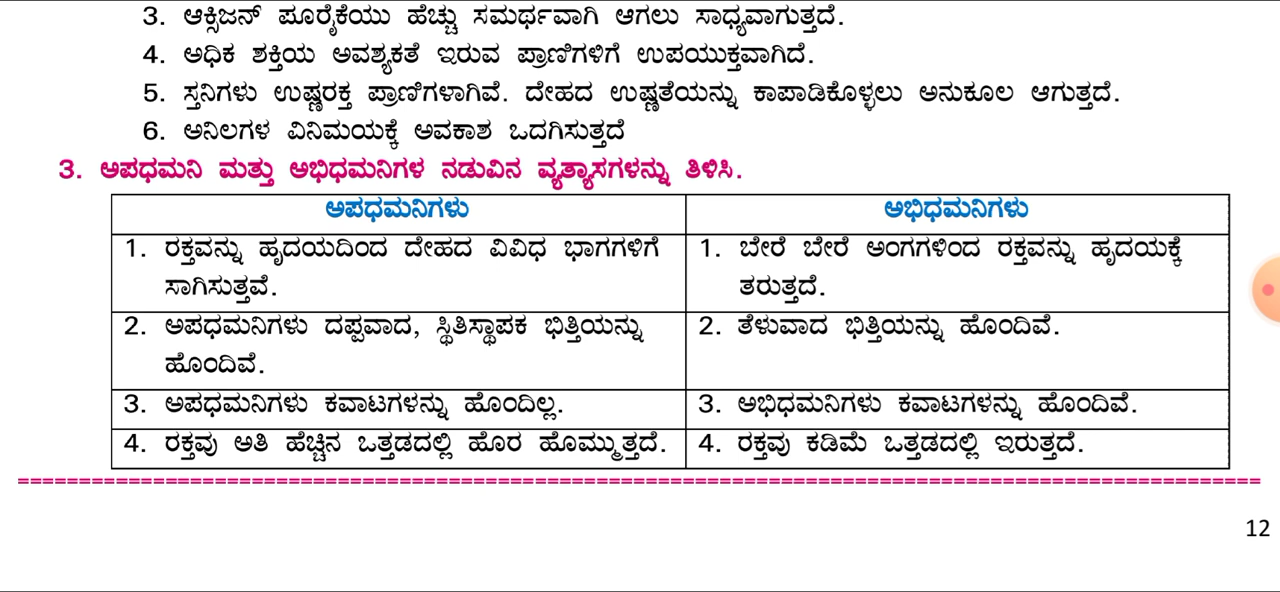 3. ಆಕ್ಸಿಜನ್ ಪೂರೈಕೆಯು ಹೆಚ್ಚು ಸಮರ್ಥವಾಗಿ ಆಗಲು ಸಾಧ್ಯವಾಗುತ್ತದೆ.
4. ಅಧಿಕ ಶಕ್ತಿಯ ಅವಶ್ಯಕತೆ ಇರುವ ಪ್ರಾಣಿಗಳಿಗೆ ಉಪಯುಕ್ತವಾಗಿದೆ.
5. ಸ್ತನಿಗಳು ಉಷ್ಣರಕ್ತ ಪ್ರಾಣಿಗಳಾಗಿವೆ. ದೇಹದ ಉಷ್ಣತೆಯನ್ನು ಕಾಪಾಡಿಕೊಳ್ಳಲು ಅನುಕೂಲ ಆಗುತ್ತದೆ.
6. ಅನಿಲಗಳ ವಿನಿಮಯಕ್ಕೆ ಅವಕಾಶ ಒದಗಿಸುತ್ತದೆ
3. ಅಪಧಮನಿ ಮತ್ತು ಅಭಿಧಮನಿಗಳ ನಡುವಿನ ವ್ಯತ್ಯಾಸಗಳನ್ನು ತಿಳಿಸಿ.
ಅಪಧಮನಿಗಳು
ಅಭಿಧಮನಿಗಳು
1. ರಕ್ತವನ್ನು ಹೃದಯದಿಂದ ದೇಹದ ವಿವಿಧ ಭಾಗಗಳಿಗೆ
ಸಾಗಿಸುತ್ತವೆ.
1. ಬೇರೆ ಬೇರೆ ಅಂಗಗಳಿಂದ ರಕ್ತವನ್ನು ಹೃದಯಕ್ಕೆ
ತರುತ್ತದೆ.
2. ಅಪಧಮನಿಗಳು ದಪ್ಪವಾದ, ಸ್ಥಿತಿಸ್ಥಾಪಕ ಭಿತ್ತಿಯನ್ನು
ಹೊಂದಿವೆ.
2. ತೆಳುವಾದ ಭಿತ್ತಿಯನ್ನು ಹೊಂದಿವೆ.
3. ಅಪಧಮನಿಗಳು ಕವಾಟಗಳನ್ನು ಹೊಂದಿಲ್ಲ.
3. ಅಭಿಧಮನಿಗಳು ಕವಾಟಗಳನ್ನು ಹೊಂದಿವೆ.
4. ರಕ್ತವು ಅತಿ ಹೆಚ್ಚಿನ ಒತ್ತಡದಲ್ಲಿ ಹೊರ ಹೊಮ್ಮುತ್ತದೆ.
4. ರಕ್ತವು ಕಡಿಮೆ ಒತ್ತಡದಲ್ಲಿ ಇರುತ್ತದೆ.
12